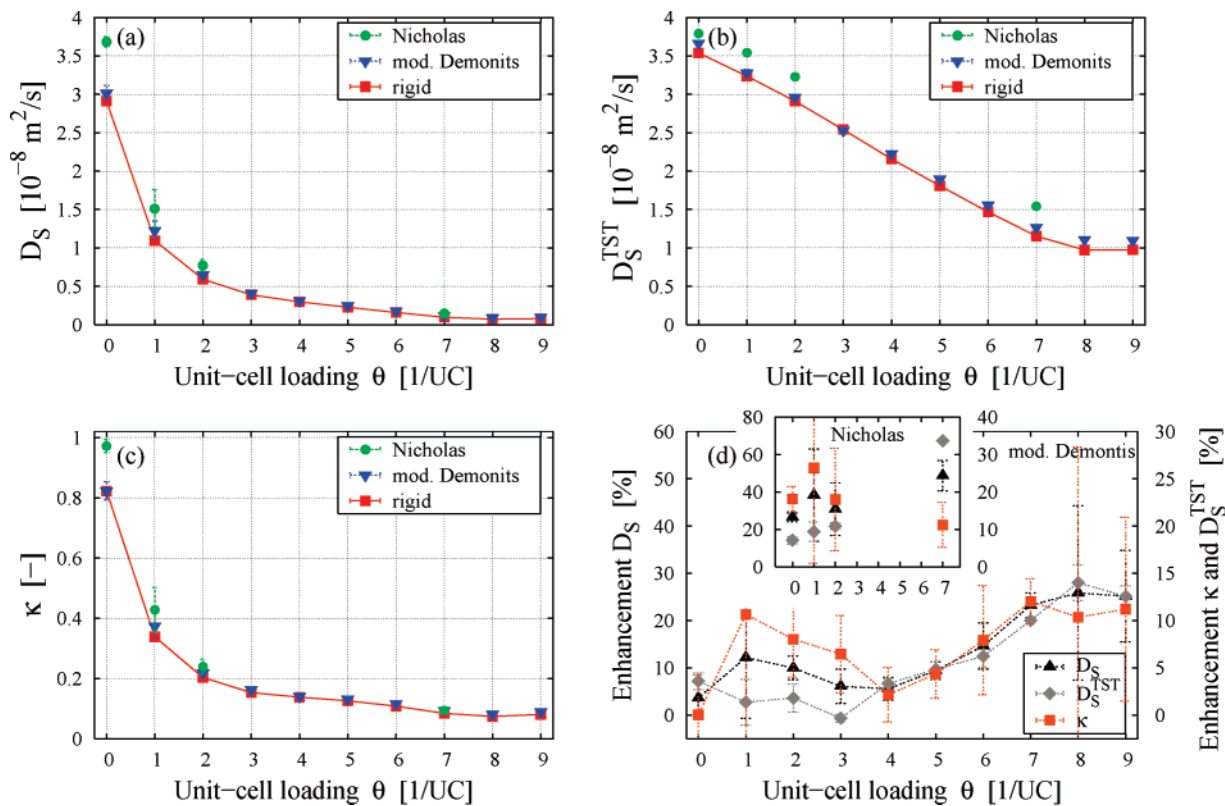 (a)
Nicholas
mod. Demonits
rigid
4
3.5
3
2.5
2
1.5
1
0.5
0
D_S [10^−8 m^2/s]
0 1 2 3 4 5 6 7 8 9
Unit−cell loading θ [1/UC]
(b)
Nicholas
mod. Demonits
rigid
4
3.5
3
2.5
2
1.5
1
0.5
0
D_S^TST [10^−8 m^2/s]
0 1 2 3 4 5 6 7 8 9
Unit−cell loading θ [1/UC]
(c)
Nicholas
mod. Demonits
rigid
1
0.8
0.6
0.4
0.2
0
κ [−]
0 1 2 3 4 5 6 7 8 9
Unit−cell loading θ [1/UC]
(d)
Nicholas
mod. Demontis
80
60
40
20
0
40
30
20
10
0
0 1 2 3 4 5 6 7
60
50
40
30
20
10
0
Enhancement D_S [%]
30
25
20
15
10
5
0
Enhancement κ and D_S^TST [%]
D_S
D_S^TST
κ
0 1 2 3 4 5 6 7 8 9
Unit−cell loading θ [1/UC]